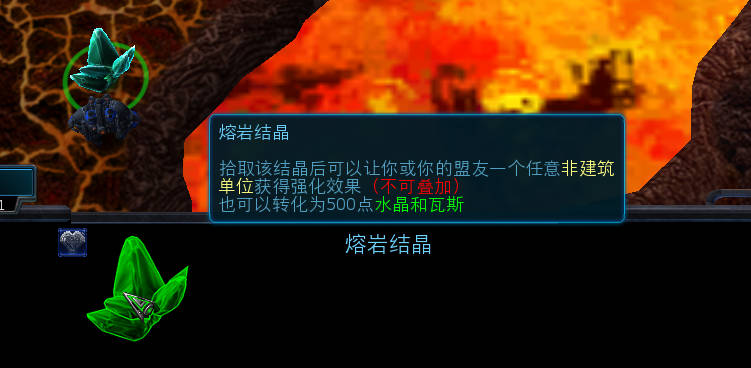 熔岩结晶
拾取该结晶后可以让你或你的盟友一个任意非建筑
单位获得强化效果（不可叠加）
也可以转化为500点水晶和瓦斯
1
熔岩结晶